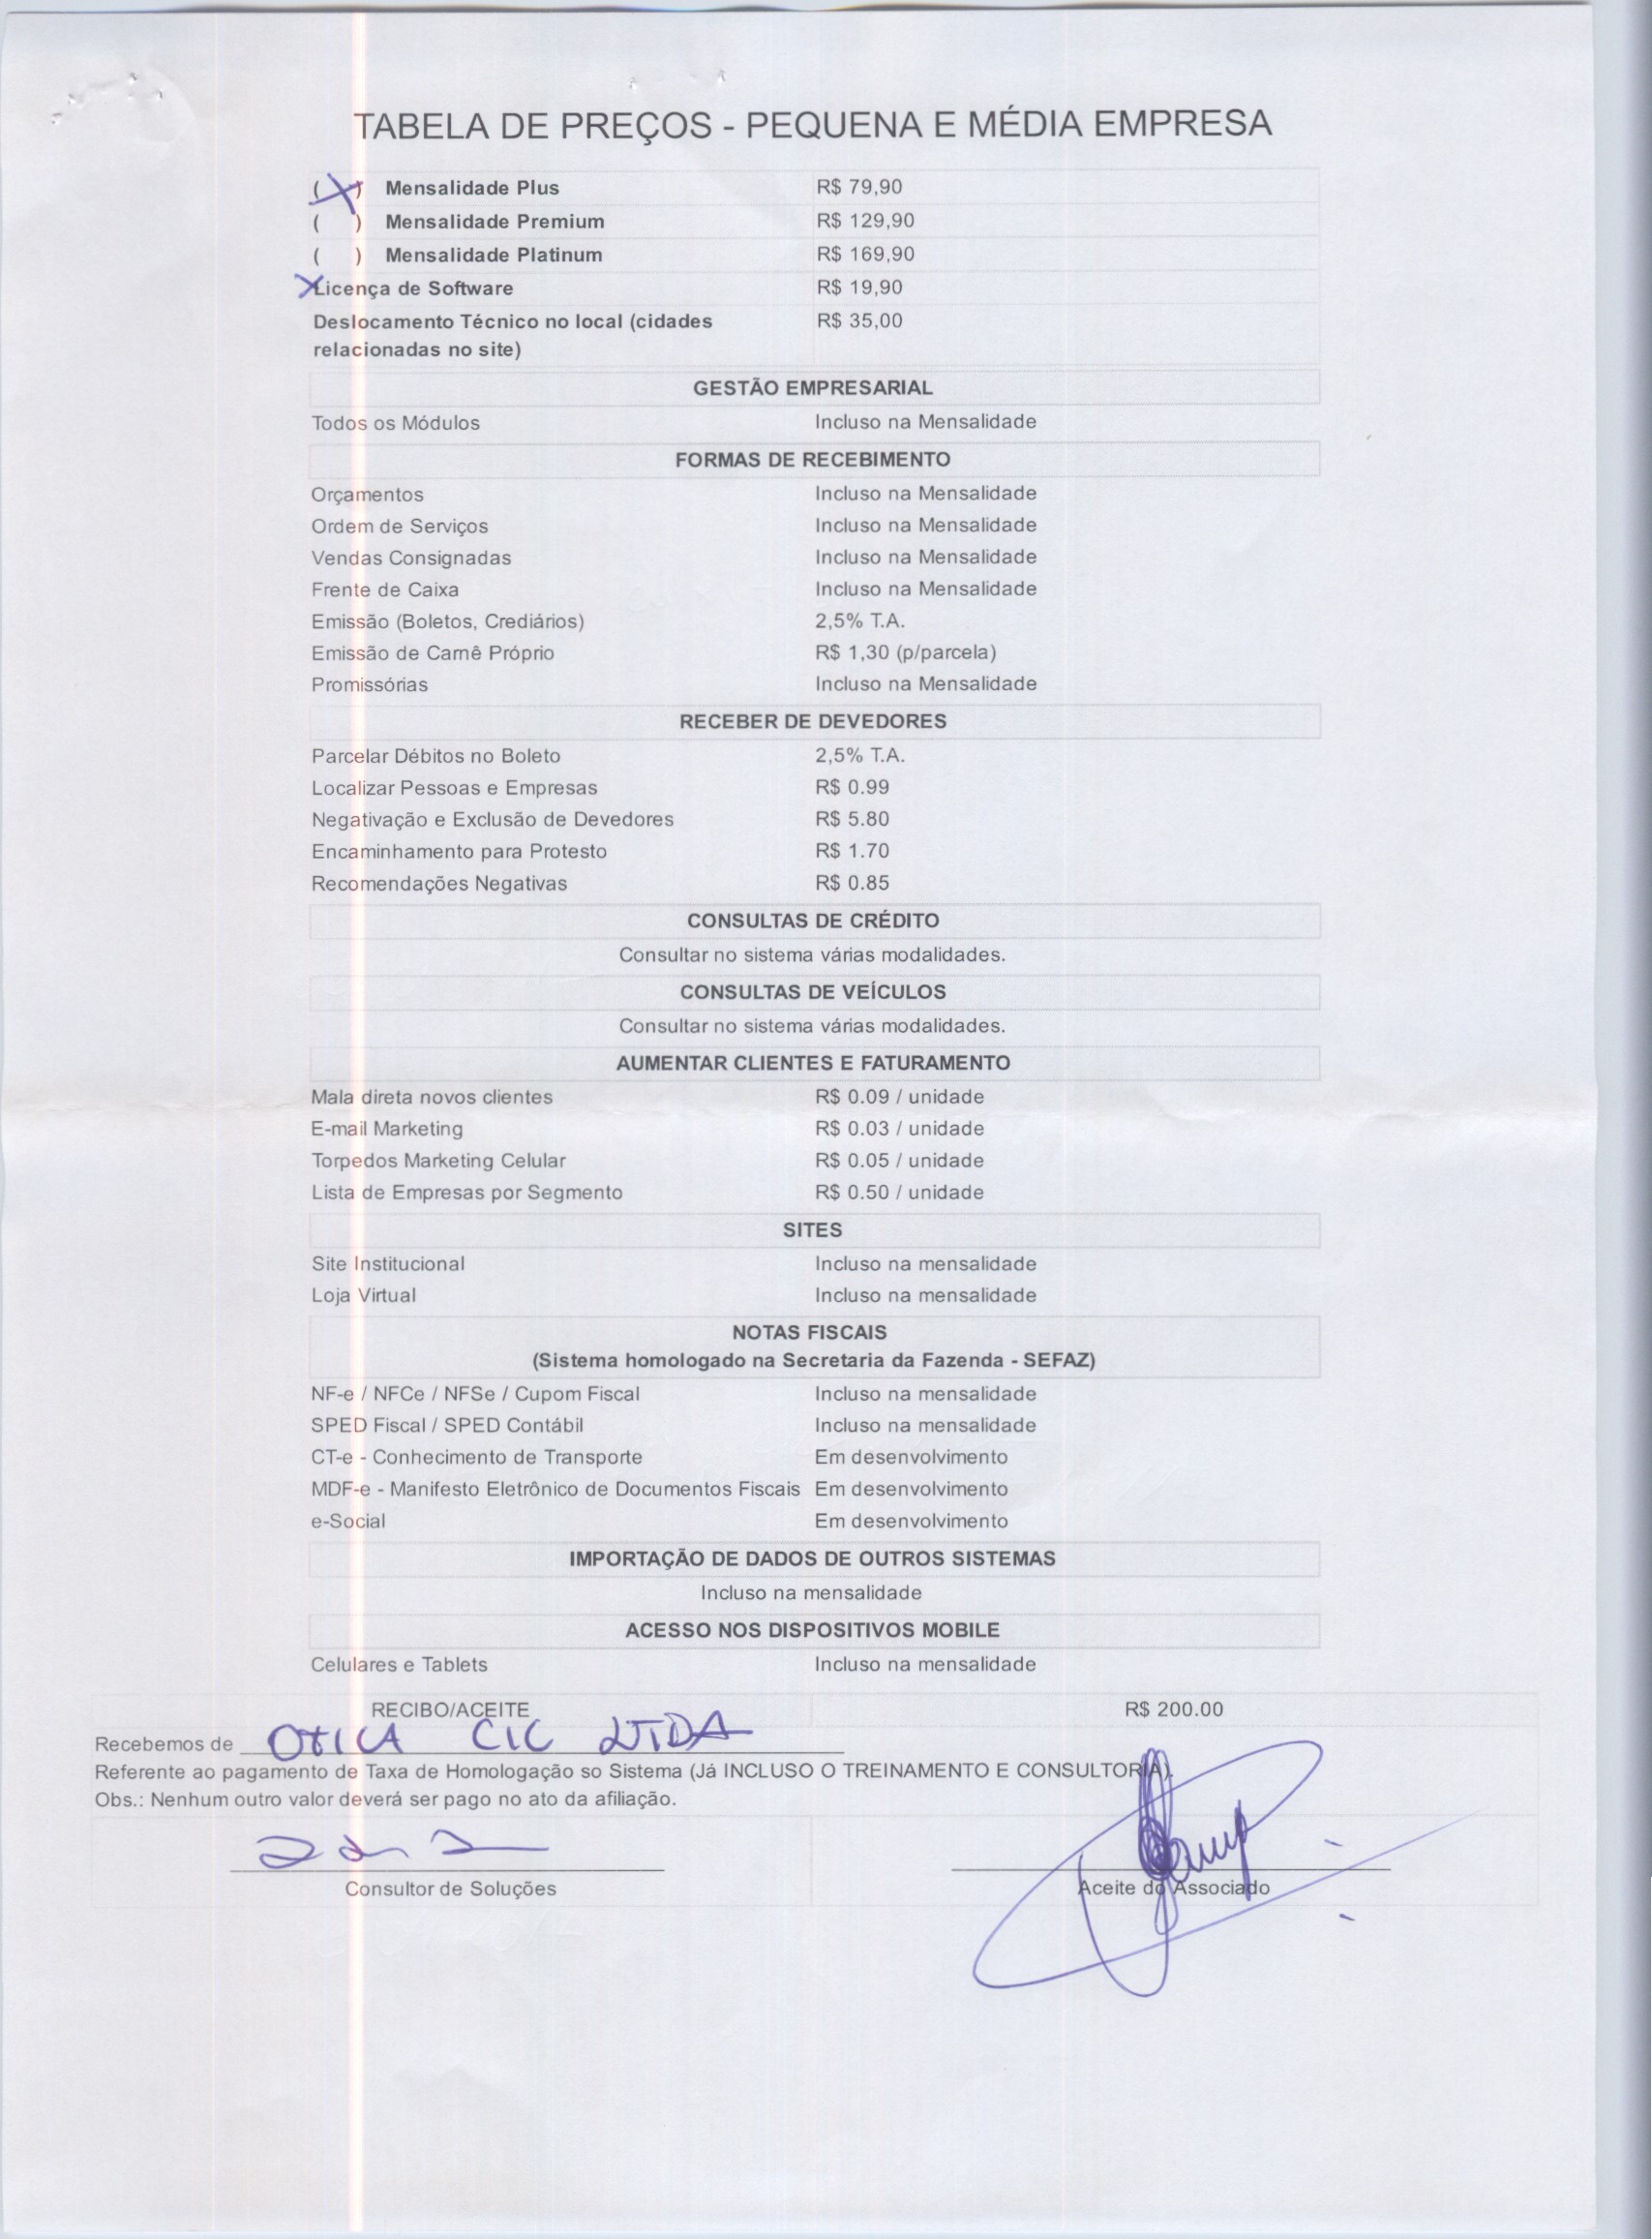 TABELA DE PREÇOS - PEQUENA E MÉDIA EMPRESA
(X) Mensalidade Plus R$ 79,90
( ) Mensalidade Premium R$ 129,90
( ) Mensalidade Platinum R$ 169,90
X Licença de Software R$ 19,90
Deslocamento Técnico no local (cidades R$ 35,00
relacionadas no site)
GESTÃO EMPRESARIAL
Todos os Módulos Incluso na Mensalidade
FORMAS DE RECEBIMENTO
Orçamentos Incluso na Mensalidade
Ordem de Serviços Incluso na Mensalidade
Vendas Consignadas Incluso na Mensalidade
Frente de Caixa Incluso na Mensalidade
Emissão (Boletos, Crediários) 2,5% T.A.
Emissão de Carnê Próprio R$ 1,30 (p/parcela)
Promissórias Incluso na Mensalidade
RECEBER DE DEVEDORES
Parcelar Débitos no Boleto 2,5% T.A.
Localizar Pessoas e Empresas R$ 0.99
Negativação e Exclusão de Devedores R$ 5.80
Encaminhamento para Protesto R$ 1.70
Recomendações Negativas R$ 0.85
CONSULTAS DE CRÉDITO
Consultar no sistema várias modalidades.
CONSULTAS DE VEÍCULOS
Consultar no sistema várias modalidades.
AUMENTAR CLIENTES E FATURAMENTO
Mala direta novos clientes R$ 0.09 / unidade
E-mail Marketing R$ 0.03 / unidade
Torpedos Marketing Celular R$ 0.05 / unidade
Lista de Empresas por Segmento R$ 0.50 / unidade
SITES
Site Institucional Incluso na mensalidade
Loja Virtual Incluso na mensalidade
NOTAS FISCAIS
(Sistema homologado na Secretaria da Fazenda - SEFAZ)
NF-e / NFCe / NFSe / Cupom Fiscal Incluso na mensalidade
SPED Fiscal / SPED Contábil Incluso na mensalidade
CT-e - Conhecimento de Transporte Em desenvolvimento
MDF-e - Manifesto Eletrônico de Documentos Fiscais Em desenvolvimento
e-Social Em desenvolvimento
IMPORTAÇÃO DE DADOS DE OUTROS SISTEMAS
Incluso na mensalidade
ACESSO NOS DISPOSITIVOS MOBILE
Celulares e Tablets Incluso na mensalidade
RECIBO/ACEITE R$ 200.00
Recebemos de OTICA CIC LTDA
Referente ao pagamento de Taxa de Homologação so Sistema (Já INCLUSO O TREINAMENTO E CONSULTORIA).
Obs.: Nenhum outro valor deverá ser pago no ato da afiliação.
Consultor de Soluções Aceite do Associado